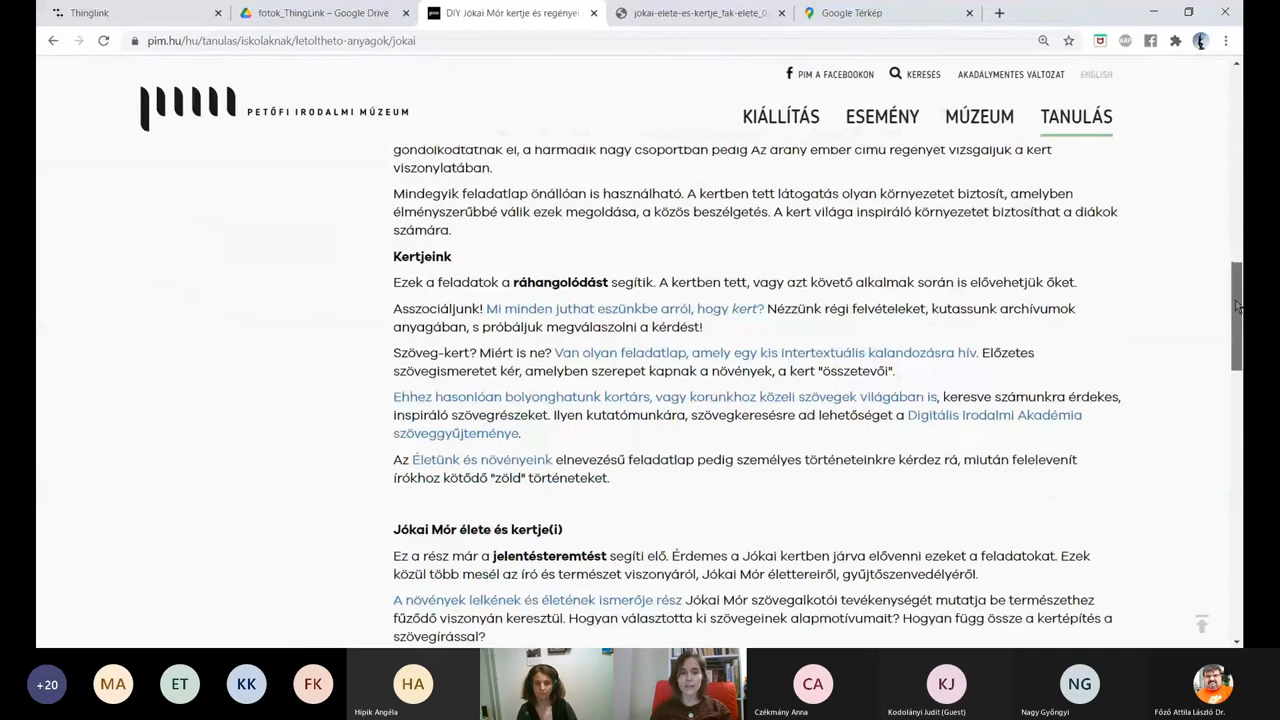 Thinglink
fotok_ThingLink – Google Drive
DIY Jókai Mór kertje és regénye
jokai-elete-es-kertje_fak-elete_0
Google Térkép
pim.hu/hu/tanulas/iskolaknak/letoltheto-anyagok/jokai
PIM A FACEBOOKON
KERESÉS
AKADÁLYMENTES VÁLTOZAT
ENGLISH
PETŐFI IRODALMI MÚZEUM
KIÁLLÍTÁS
ESEMÉNY
MÚZEUM
TANULÁS
gondolkodtatnak el, a harmadik nagy csoportban pedig Az arany ember című regényét vizsgáljuk a kert
viszonylatában.
Mindegyik feladatlap önállóan is használható. A kertben tett látogatás olyan környezetet biztosít, amelyben
élményszerűbbé válik ezek megoldása, a közös beszélgetés. A kert világa inspiráló környezetet biztosíthat a diákok
számára.
Kertjeink
Ezek a feladatok a ráhangolódást segítik. A kertben tett, vagy azt követő alkalmak során is elővehetjük őket.
Asszociáljunk! Mi minden juthat eszünkbe arról, hogy kert? Nézzünk régi felvételeket, kutassunk archívumok
anyagában, s próbáljuk megválaszolni a kérdést!
Szöveg-kert? Miért is ne? Van olyan feladatlap, amely egy kis intertextuális kalandozásra hív. Előzetes
szövegismeretet kér, amelyben szerepet kapnak a növények, a kert "összetevői".
Ehhez hasonlóan bolyonghatunk kortárs, vagy korunkhoz közeli szövegek világában is, keresve számunkra érdekes,
inspiráló szövegrészeket. Ilyen kutatómunkára, szövegkeresésre ad lehetőséget a Digitális Irodalmi Akadémia
szöveggyűjteménye.
Az Életünk és növényeink elnevezésű feladatlap pedig személyes történeteinkre kérdez rá, miután felelevenít
írókhoz kötődő "zöld" történeteket.
Jókai Mór élete és kertje(i)
Ez a rész már a jelentésteremtést segíti elő. Érdemes a Jókai kertben járva elővenni ezeket a feladatokat. Ezek
közül több mesél az író és természet viszonyáról, Jókai Mór élettereiről, gyűjtőszenvedélyéről.
A növények lelkének és életének ismerője rész Jókai Mór szövegalkotói tevékenységét mutatja be természethez
fűződő viszonyán keresztül. Hogyan választotta ki szövegeinek alapmotívumait? Hogyan függ össze a kertépítés a
szövegírással?
+20
MA
ET
KK
FK
HA
CA
KJ
NG
Hipik Angéla
Czékmány Anna
Kodolányi Judit (Guest)
Nagy Gyöngyi
Főző Attila László Dr.